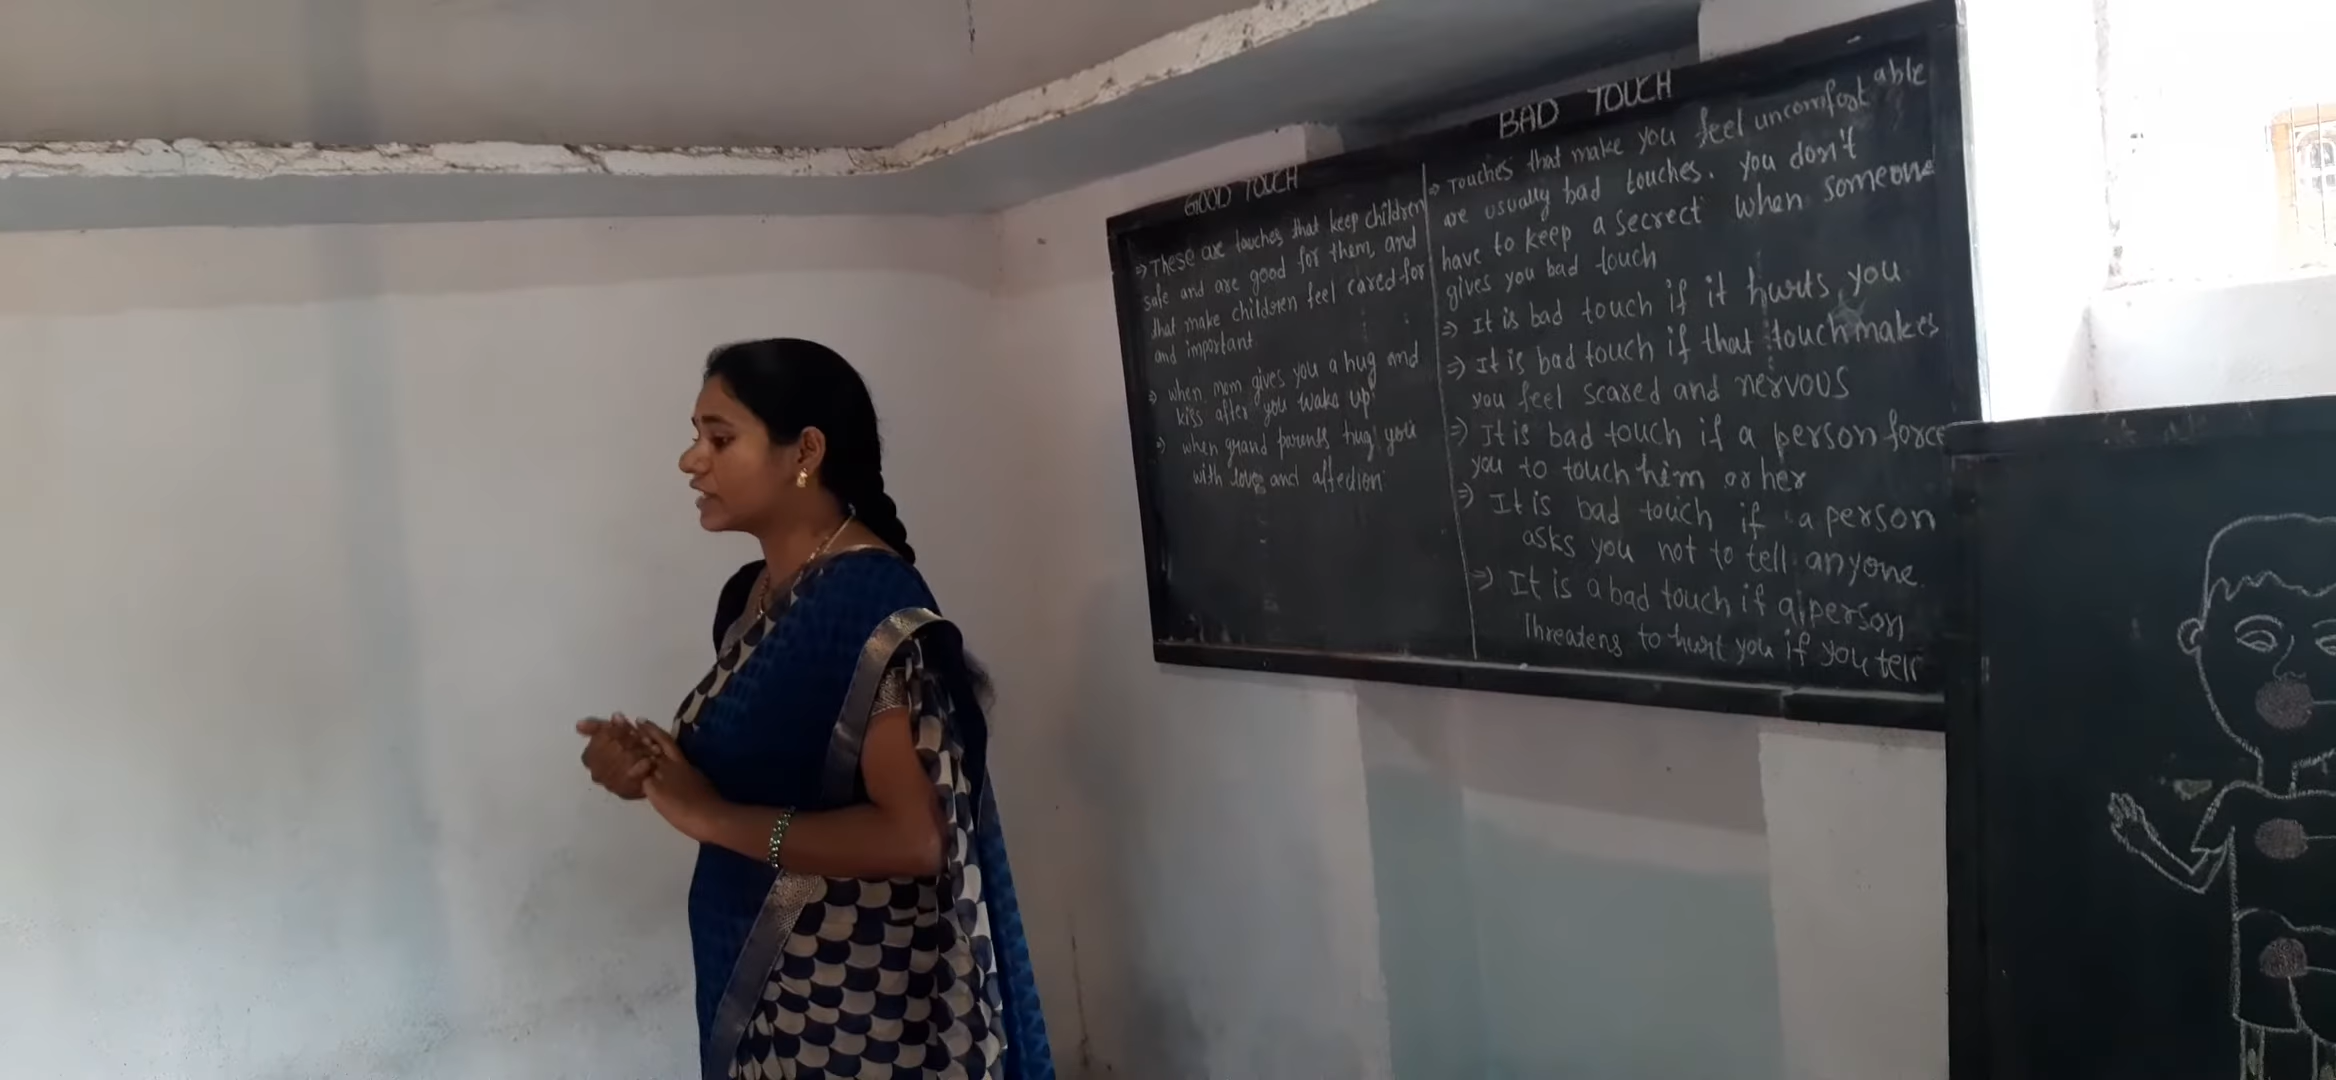 GOOD TOUCH
=> These are touches that keep children
safe and are good for them, and
that make children feel cared for
and important
=> when mom gives you a hug and
kiss after you wake up
=> when grand parents hug you
with love and affection
BAD TOUCH
=> Touches that make you feel uncomfortable
are usually bad touches. you don't
have to keep a secrect when someone
gives you bad touch
=> It is bad touch if it hurts you
=> It is bad touch if that touch makes
you feel scared and nervous
=> It is bad touch if a person force
you to touch him or her
=> It is bad touch if a person
asks you not to tell anyone.
=> It is a bad touch if a person
Threatens to hurt you if you tell